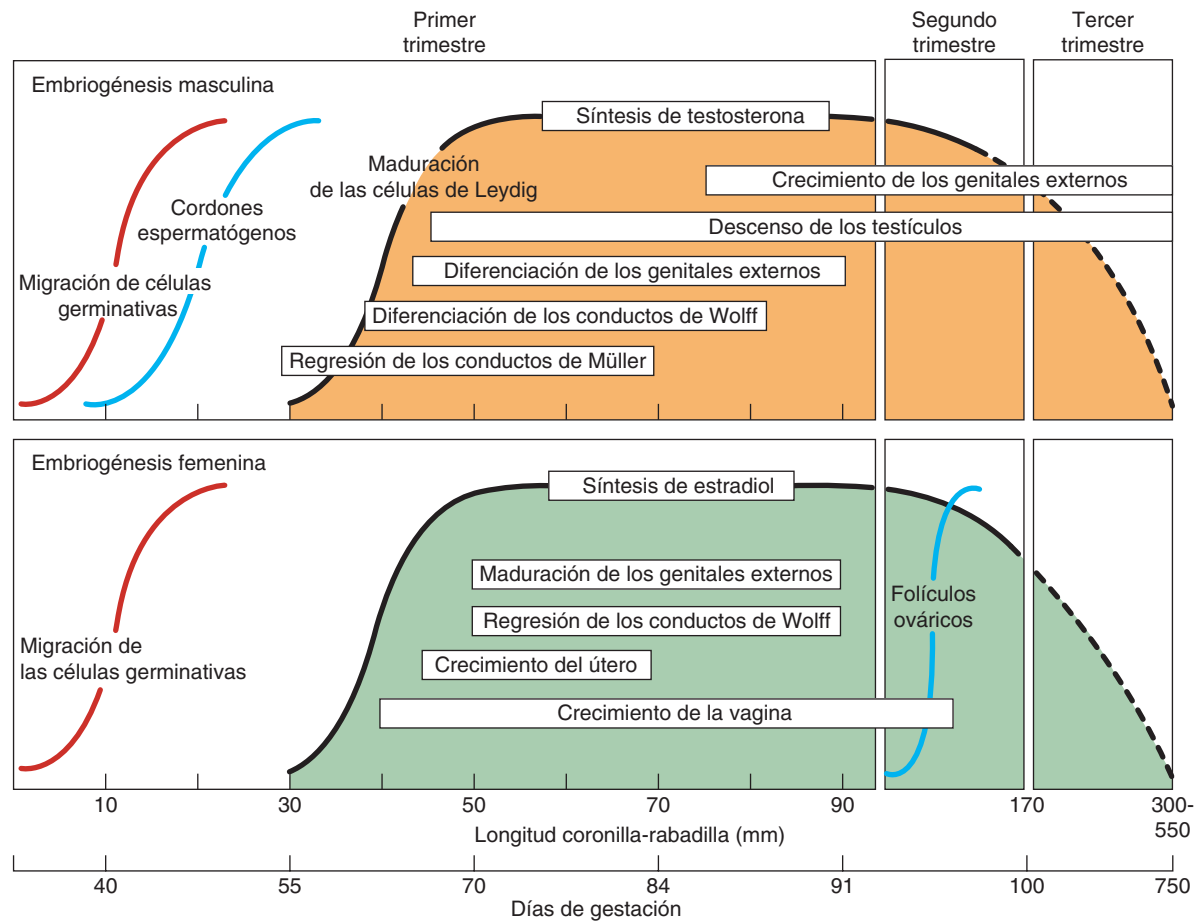 Primer
trimestre
Segundo
trimestre
Tercer
trimestre
Embriogénesis masculina
Síntesis de testosterona
Maduración
de las células de Leydig
Crecimiento de los genitales externos
Cordones
espermatógenos
Descenso de los testículos
Migración de células
germinativas
Diferenciación de los genitales externos
Diferenciación de los conductos de Wolff
Regresión de los conductos de Müller
Embriogénesis femenina
Síntesis de estradiol
Maduración de los genitales externos
Folículos
ováricos
Regresión de los conductos de Wolff
Migración de
las células germinativas
Crecimiento del útero
Crecimiento de la vagina
10 30 50 70 90 170 300-
550
Longitud coronilla-rabadilla (mm)
40 55 70 84 91 100 750
Días de gestación